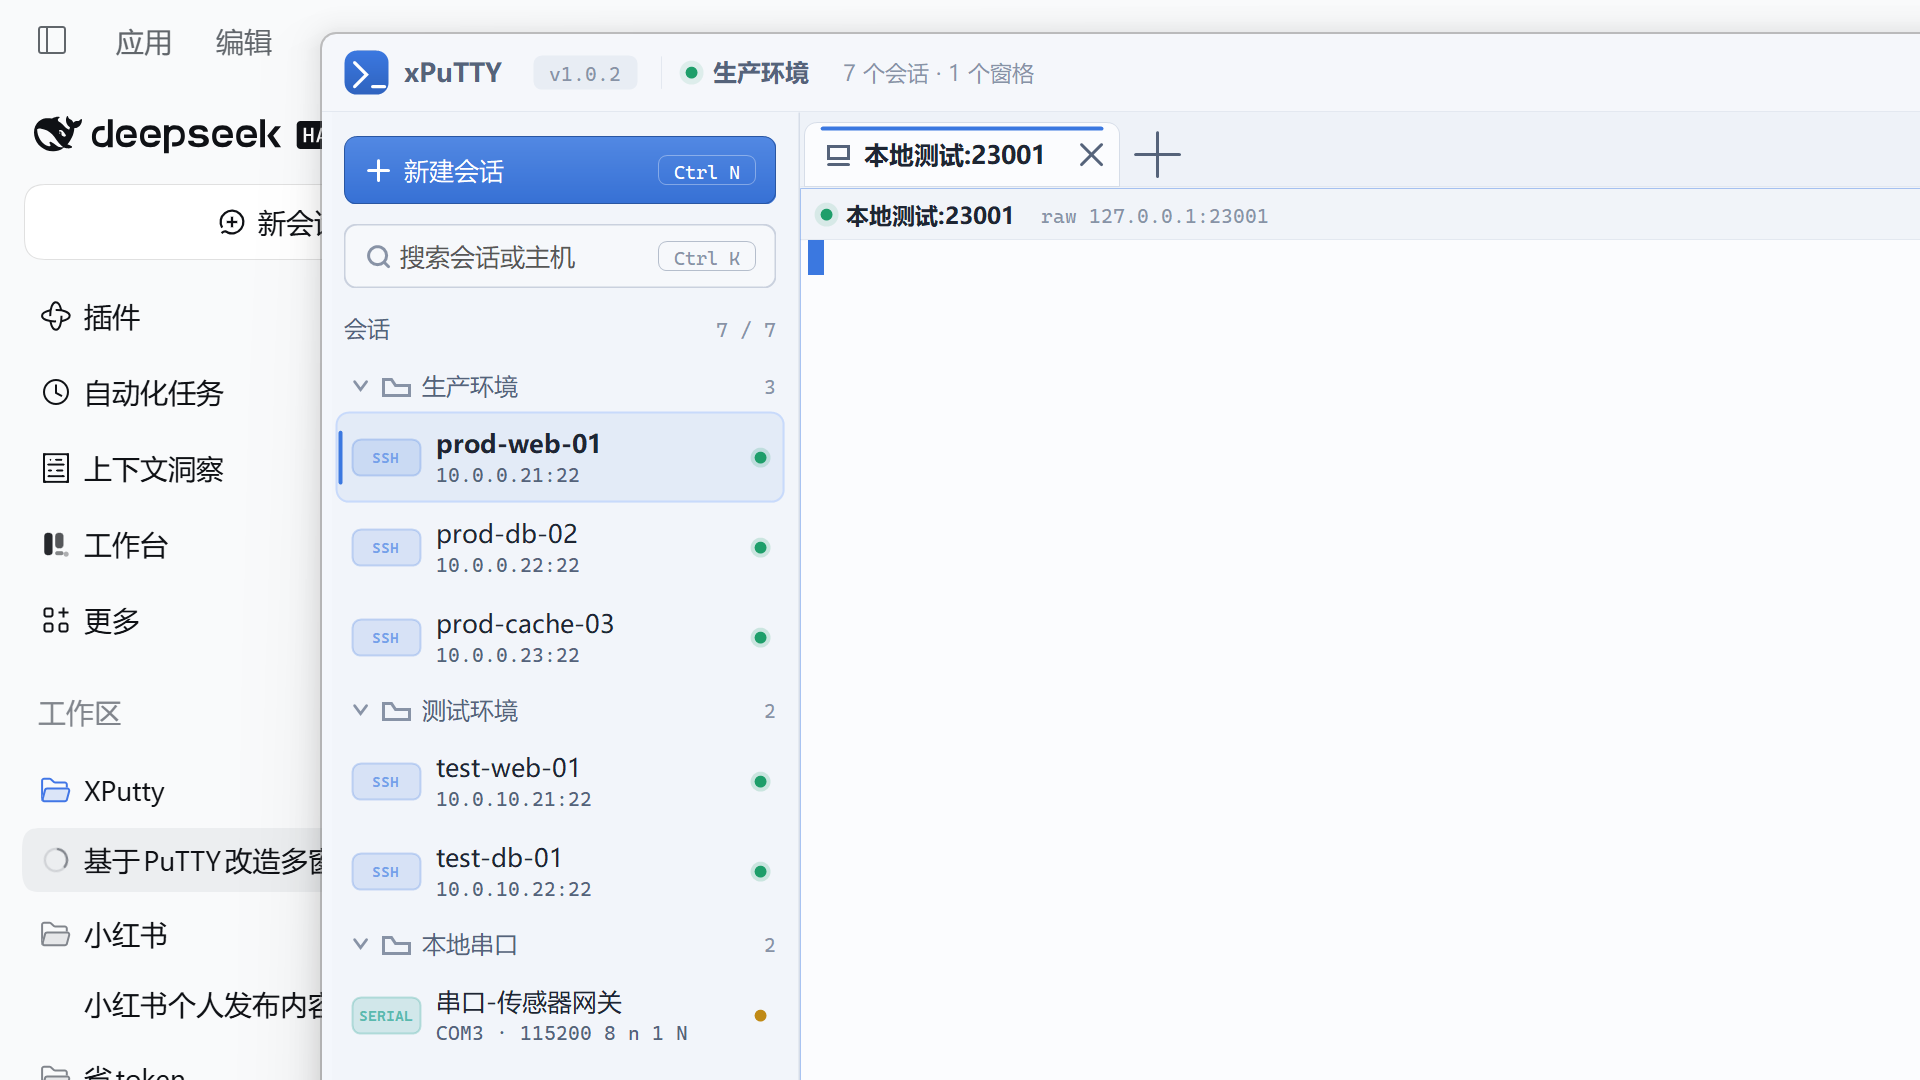 应用 编辑
deepseek HA
新会
插件
自动化任务
上下文洞察
工作台
更多
工作区
XPutty
基于 PuTTY 改造多窗
小红书
小红书个人发布内容
省 token
xPuTTY v1.0.2 生产环境 7 个会话 · 1 个窗格
新建会话 Ctrl N
搜索会话或主机 Ctrl K
会话 7 / 7
生产环境 3
SSH prod-web-01
10.0.0.21:22
SSH prod-db-02
10.0.0.22:22
SSH prod-cache-03
10.0.0.23:22
测试环境 2
SSH test-web-01
10.0.10.21:22
SSH test-db-01
10.0.10.22:22
本地串口 2
SERIAL 串口-传感器网关
COM3 · 115200 8 n 1 N
本地测试:23001
本地测试:23001 raw 127.0.0.1:23001